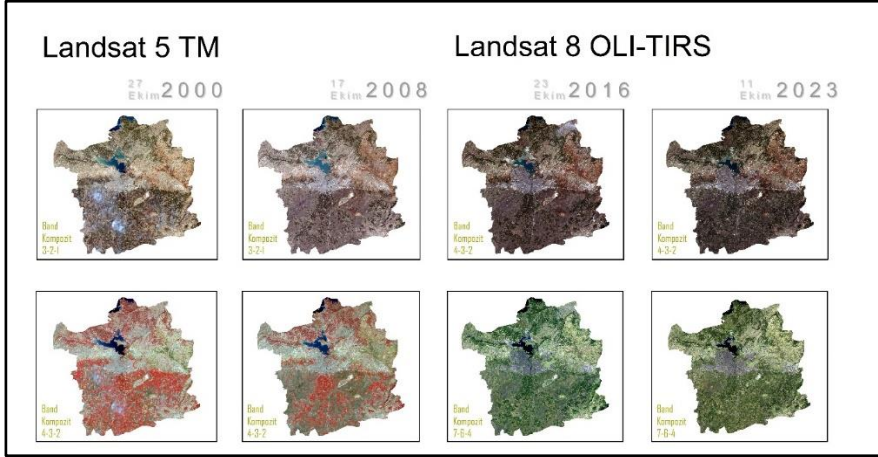 Landsat 5 TM
Landsat 8 OLI-TIRS
27 Ekim 2000
17 Ekim 2008
23 Ekim 2016
11 Ekim 2023
Band
Kompozit
3-2-1
Band
Kompozit
3-2-1
Band
Kompozit
4-3-2
Band
Kompozit
4-3-2
Band
Kompozit
4-3-2
Band
Kompozit
4-3-2
Band
Kompozit
7-6-4
Band
Kompozit
7-6-4